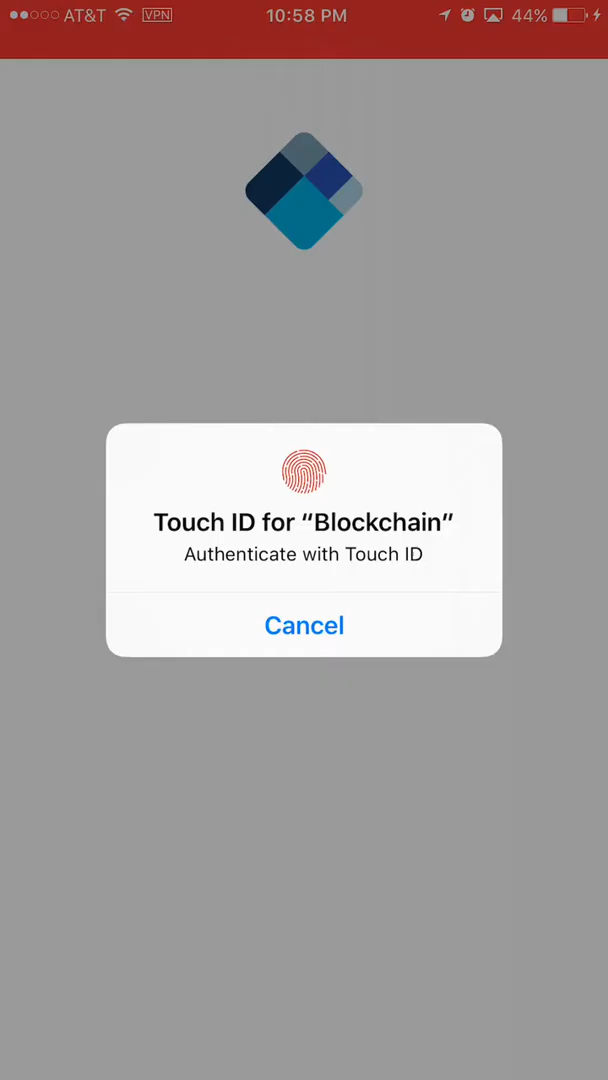 AT&T VPN 10:58 PM 44%
Touch ID for “Blockchain”
Authenticate with Touch ID
Cancel